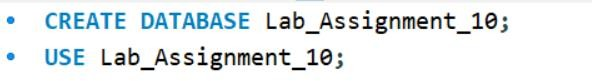 CREATE DATABASE Lab_Assignment_10;
USE Lab_Assignment_10;